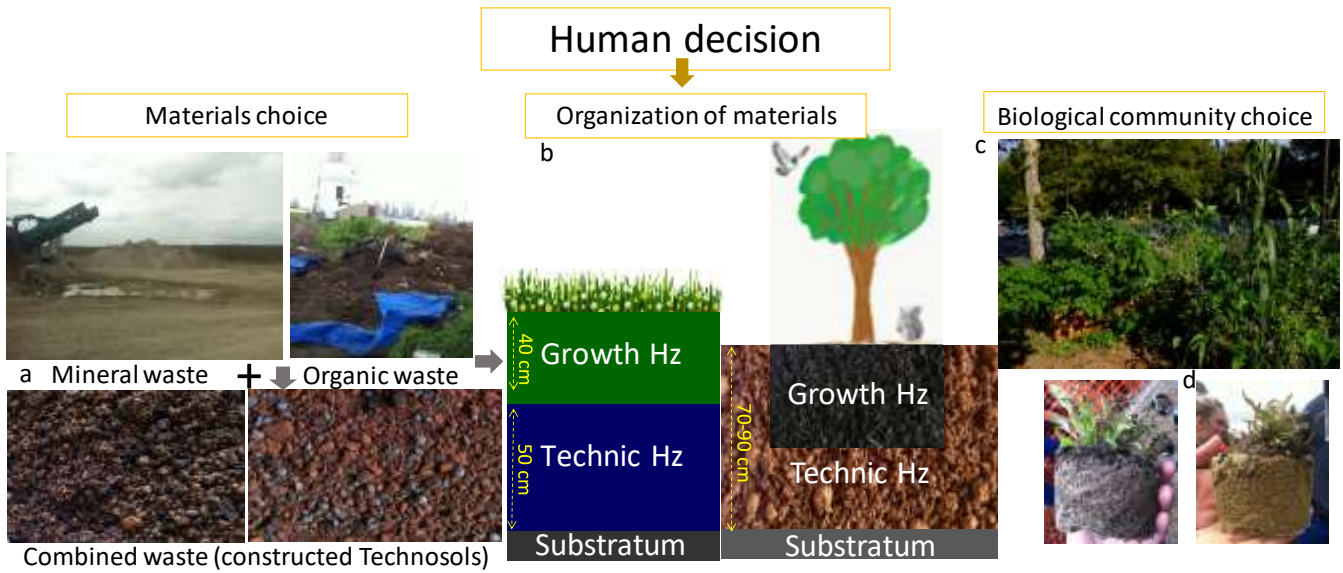 Human decision
Materials choice
Organization of materials
Biological community choice
b
c
a Mineral waste + Organic waste
d
40 cm
Growth Hz
50 cm
Technic Hz
Substratum
70-90 cm
Growth Hz
Technic Hz
Substratum
Combined waste (constructed Technosols)